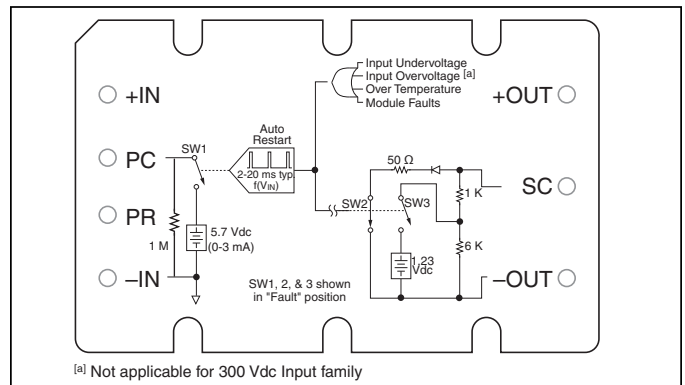 Input Undervoltage
Input Overvoltage [a]
Over Temperature
Module Faults
+IN
+OUT
Auto
Restart
SW1
PC
2-20 ms typ.
f(VIN)
50 Ω
SC
1 K
SW2
SW3
PR
5.7 Vdc
(0-3 mA)
1 M
6 K
1.23
Vdc
–IN
–OUT
SW1, 2, & 3 shown
in "Fault" position
[a] Not applicable for 300 Vdc Input family